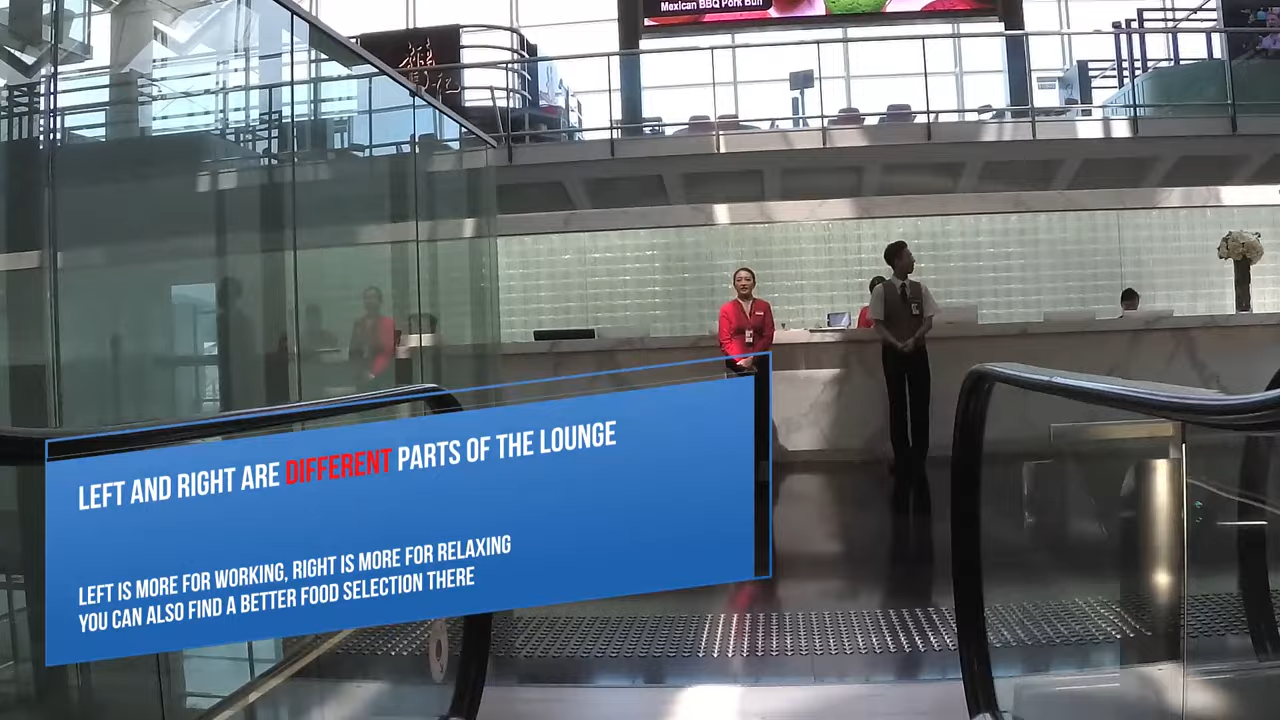 Mexican BBQ Pork Bun
LEFT AND RIGHT ARE DIFFERENT PARTS OF THE LOUNGE
LEFT IS MORE FOR WORKING, RIGHT IS MORE FOR RELAXING
YOU CAN ALSO FIND A BETTER FOOD SELECTION THERE